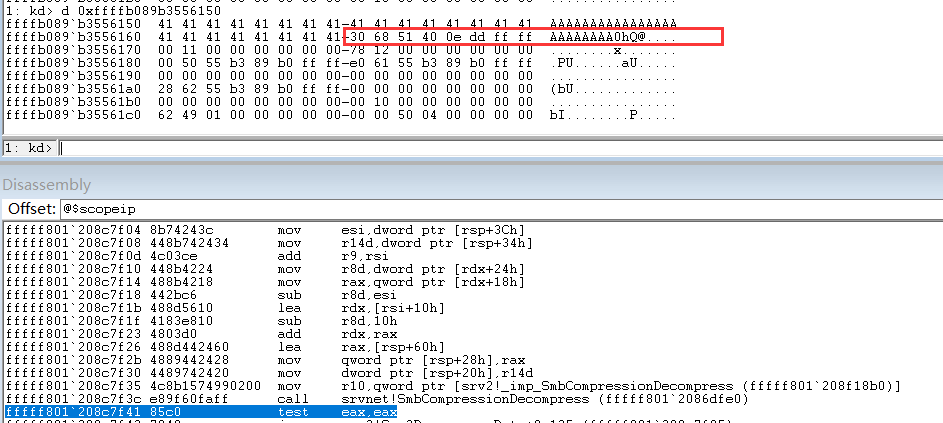 1: kd> d 0xffffb089b3556150
ffffb089`b3556150 41 41 41 41 41 41 41 41-41 41 41 41 41 41 41 41 AAAAAAAAAAAAAAAA
ffffb089`b3556160 41 41 41 41 41 41 41 41-30 68 51 40 0e dd ff ff AAAAAAAA0hQ@....
ffffb089`b3556170 00 11 00 00 00 00 00 00-78 12 00 00 00 00 00 00 ........x.......
ffffb089`b3556180 00 50 55 b3 89 b0 ff ff-e0 61 55 b3 89 b0 ff ff .PU......aU.....
ffffb089`b3556190 00 00 00 00 00 00 00 00-00 00 00 00 00 00 00 00 ................
ffffb089`b35561a0 28 62 55 b3 89 b0 ff ff-00 00 00 00 00 00 00 00 (bU.............
ffffb089`b35561b0 00 00 00 00 00 00 00 00-00 10 00 00 00 00 00 00 ................
ffffb089`b35561c0 62 49 01 00 00 00 00 00-00 00 50 04 00 00 00 00 bI........P.....
1: kd>
Disassembly
Offset: @$scopeip
fffff801`208c7f04 8b74243c mov esi,dword ptr [rsp+3Ch]
fffff801`208c7f08 448b742434 mov r14d,dword ptr [rsp+34h]
fffff801`208c7f0d 4c03ce add r9,rsi
fffff801`208c7f10 448b4224 mov r8d,dword ptr [rdx+24h]
fffff801`208c7f14 488b4218 mov rax,qword ptr [rdx+18h]
fffff801`208c7f18 442bc6 sub r8d,esi
fffff801`208c7f1b 488d5610 lea rdx,[rsi+10h]
fffff801`208c7f1f 4183e810 sub r8d,10h
fffff801`208c7f23 4803d0 add rdx,rax
fffff801`208c7f26 488d442460 lea rax,[rsp+60h]
fffff801`208c7f2b 4889442428 mov qword ptr [rsp+28h],rax
fffff801`208c7f30 4489742420 mov dword ptr [rsp+20h],r14d
fffff801`208c7f35 4c8b1574990200 mov r10,qword ptr [srv2!_imp_SmbCompressionDecompress (fffff801`208f18b0)]
fffff801`208c7f3c e89f60faff call srvnet!SmbCompressionDecompress (fffff801`2086dfe0)
fffff801`208c7f41 85c0 test eax,eax